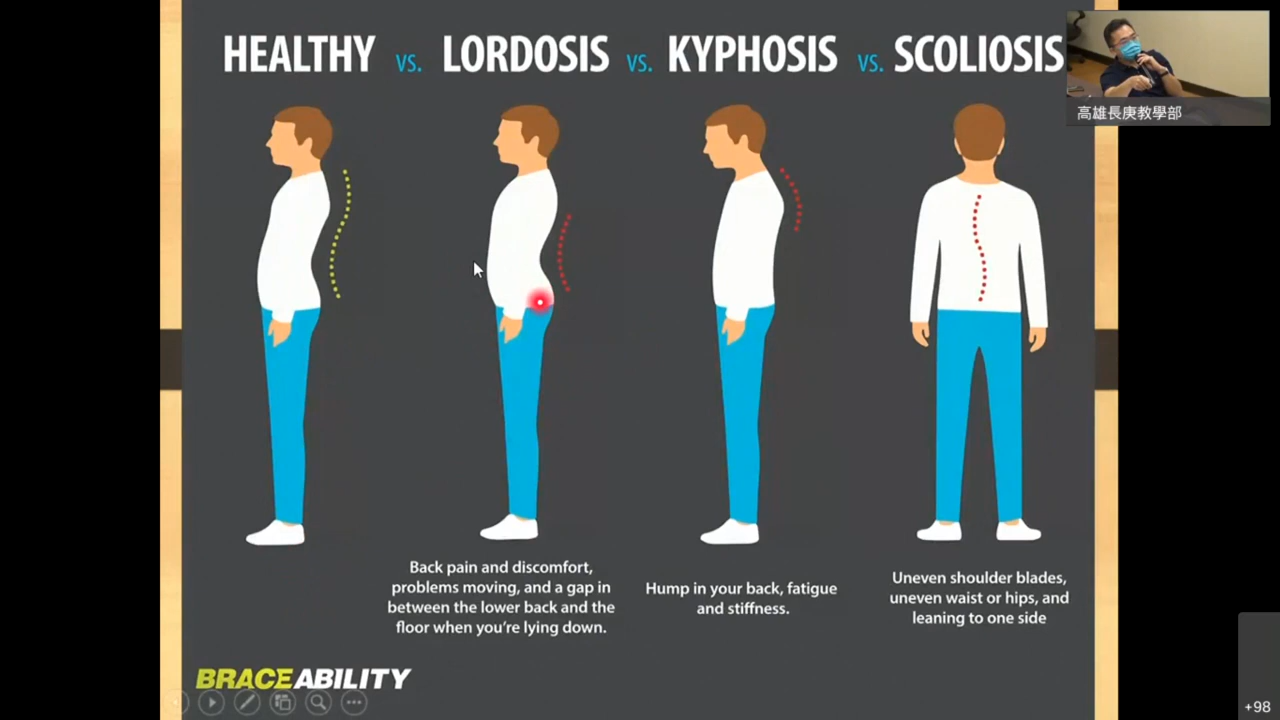 HEALTHY vs. LORDOSIS vs. KYPHOSIS vs. SCOLIOSIS
高雄長庚教學部
Back pain and discomfort,
problems moving, and a gap in
between the lower back and the
floor when you're lying down.
Hump in your back, fatigue
and stiffness.
Uneven shoulder blades,
uneven waist or hips, and
leaning to one side
BRACEABILITY
+98